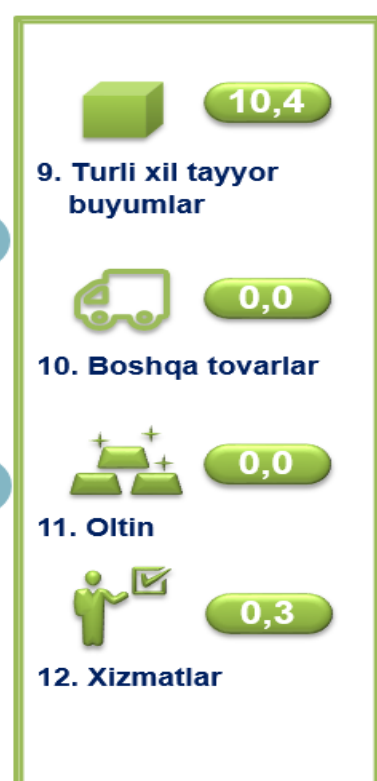 10,4
9. Turli xil tayyor
buyumlar
0,0
10. Boshqa tovarlar
0,0
11. Oltin
0,3
12. Xizmatlar